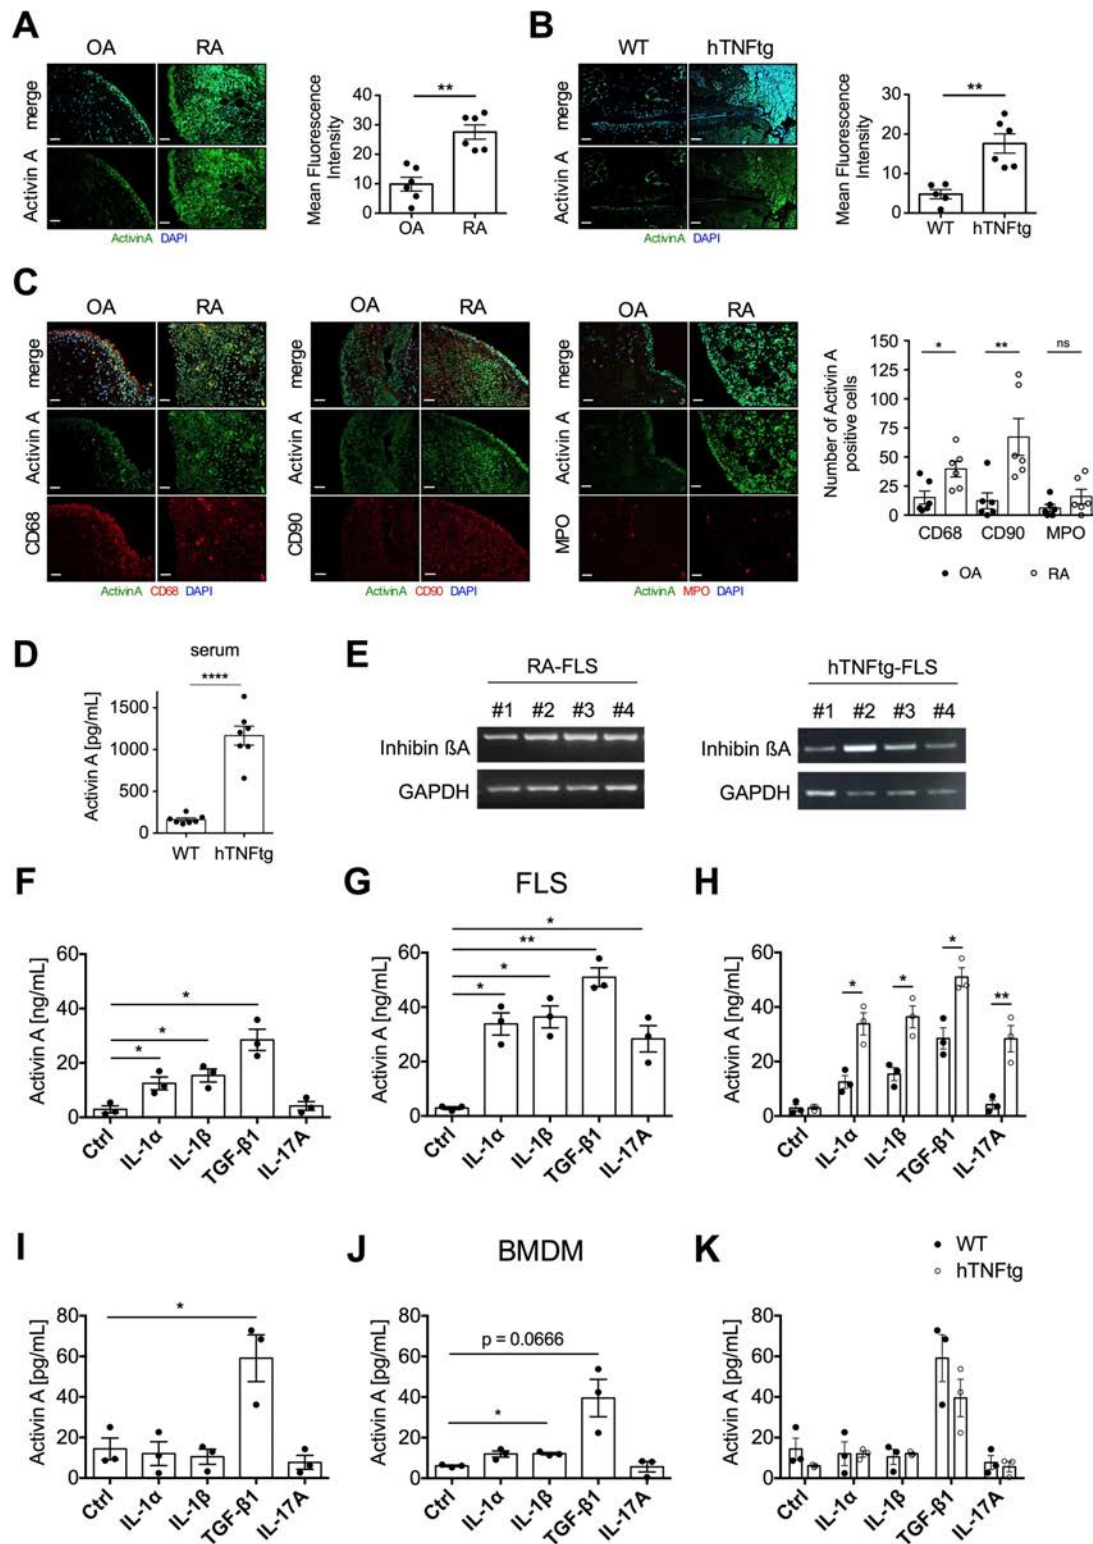 A
OA RA
merge
Activin A
ActivinA DAPI
**
Mean Fluorescence
Intensity
40
30
20
10
0
OA RA
B
WT hTNFtg
merge
Activin A
ActivinA DAPI
**
Mean Fluorescence
Intensity
30
20
10
0
WT hTNFtg
C
OA RA
merge
Activin A
CD68
ActivinA CD68 DAPI
OA RA
merge
Activin A
CD90
ActivinA CD90 DAPI
OA RA
merge
Activin A
MPO
ActivinA MPO DAPI
Number of Activin A
positive cells
150
125
100
75
50
25
0
* ** ns
CD68 CD90 MPO
OA RA
D
serum
****
Activin A [pg/mL]
1500
1000
500
0
WT hTNFtg
E
RA-FLS
#1 #2 #3 #4
Inhibin ßA
GAPDH
hTNFtg-FLS
#1 #2 #3 #4
Inhibin ßA
GAPDH
F
Activin A [ng/mL]
60
40
20
0
*
*
*
Ctrl IL-1α IL-1β TGF-β1 IL-17A
G
FLS
Activin A [ng/mL]
60
40
20
0
*
**
*
*
Ctrl IL-1α IL-1β TGF-β1 IL-17A
H
Activin A [ng/mL]
60
40
20
0
* * * **
Ctrl IL-1α IL-1β TGF-β1 IL-17A
I
Activin A [pg/mL]
80
60
40
20
0
*
Ctrl IL-1α IL-1β TGF-β1 IL-17A
J
BMDM
Activin A [pg/mL]
80
60
40
20
0
p = 0.0666
*
Ctrl IL-1α IL-1β TGF-β1 IL-17A
K
WT
hTNFtg
Activin A [pg/mL]
80
60
40
20
0
Ctrl IL-1α IL-1β TGF-β1 IL-17A